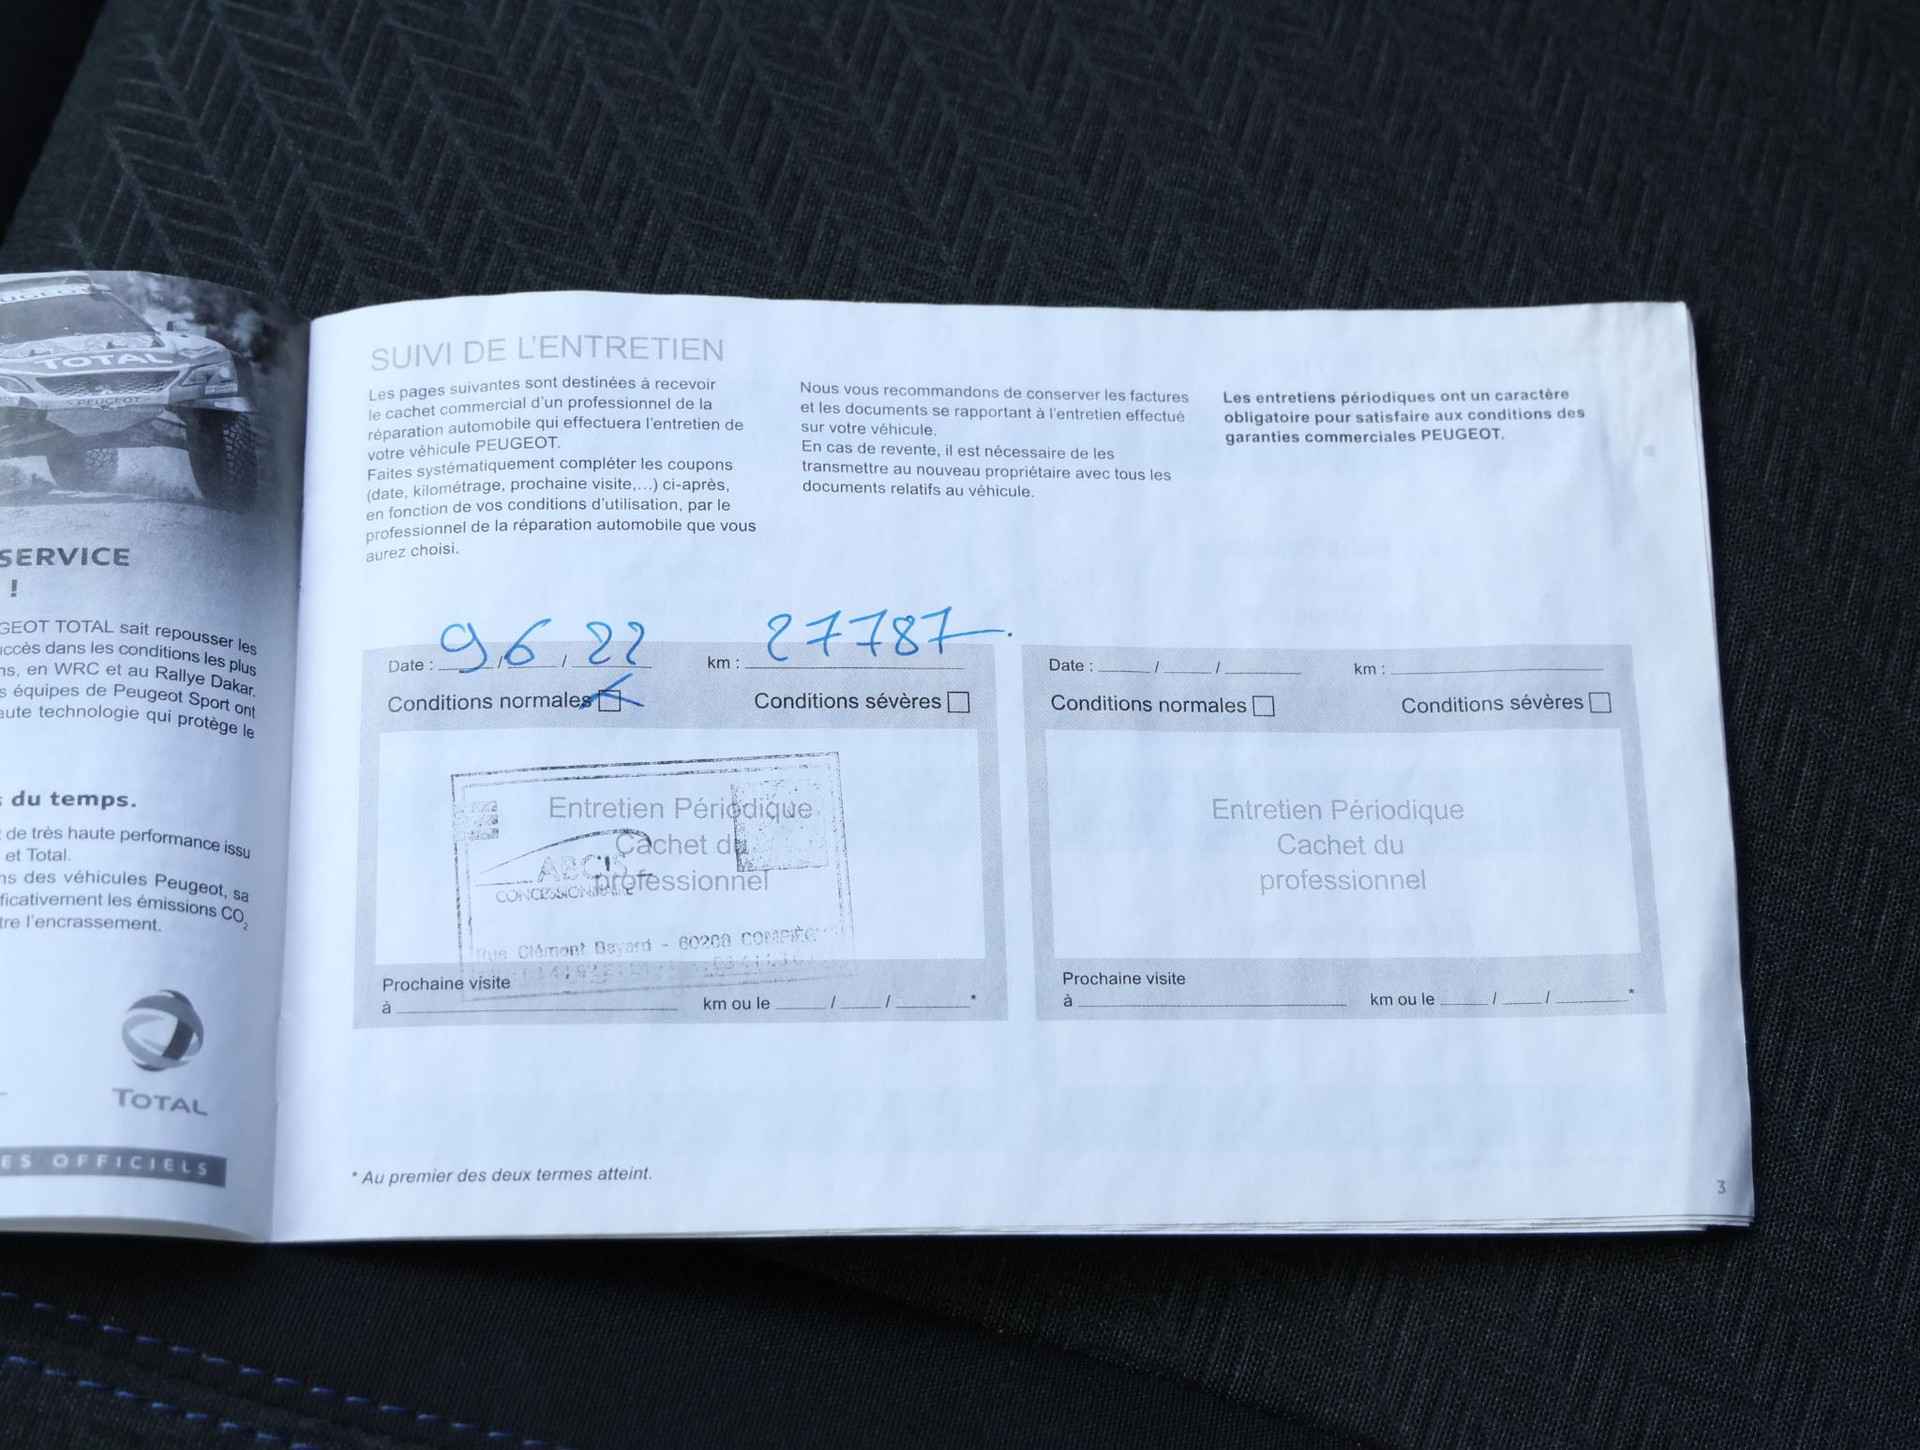 TOTAL
PEUGEOT
SERVICE
!
GEOT TOTAL sait repousser les
uccès dans les conditions les plus
ns, en WRC et au Rallye Dakar.
s équipes de Peugeot Sport ont
aute technologie qui protège le
du temps.
de très haute performance issu
et Total.
ns des véhicules Peugeot, sa
ficativement les émissions CO2
tre l'encrassement.
TOTAL
ES OFFICIELS
SUIVI DE L'ENTRETIEN
Les pages suivantes sont destinées à recevoir
le cachet commercial d'un professionnel de la
réparation automobile qui effectuera l'entretien de
votre véhicule PEUGEOT.
Faites systématiquement compléter les coupons
(date, kilométrage, prochaine visite,...) ci-après,
en fonction de vos conditions d'utilisation, par le
professionnel de la réparation automobile que vous
aurez choisi.
Nous vous recommandons de conserver les factures
et les documents se rapportant à l'entretien effectué
sur votre véhicule.
En cas de revente, il est nécessaire de les
transmettre au nouveau propriétaire avec tous les
documents relatifs au véhicule.
Les entretiens périodiques ont un caractère
obligatoire pour satisfaire aux conditions des
garanties commerciales PEUGEOT.
Date : 9 / 6 / 22 km : 27787
Conditions normales Conditions sévères
Entretien Périodique
Cachet du
professionnel
CONCESSIONNAIRE
Rue Clément Bayard - 60200 COMPIÈG
Prochaine visite
à km ou le / / *
Date : / / km :
Conditions normales Conditions sévères
Entretien Périodique
Cachet du
professionnel
Prochaine visite
à km ou le / / *
* Au premier des deux termes atteint.
3